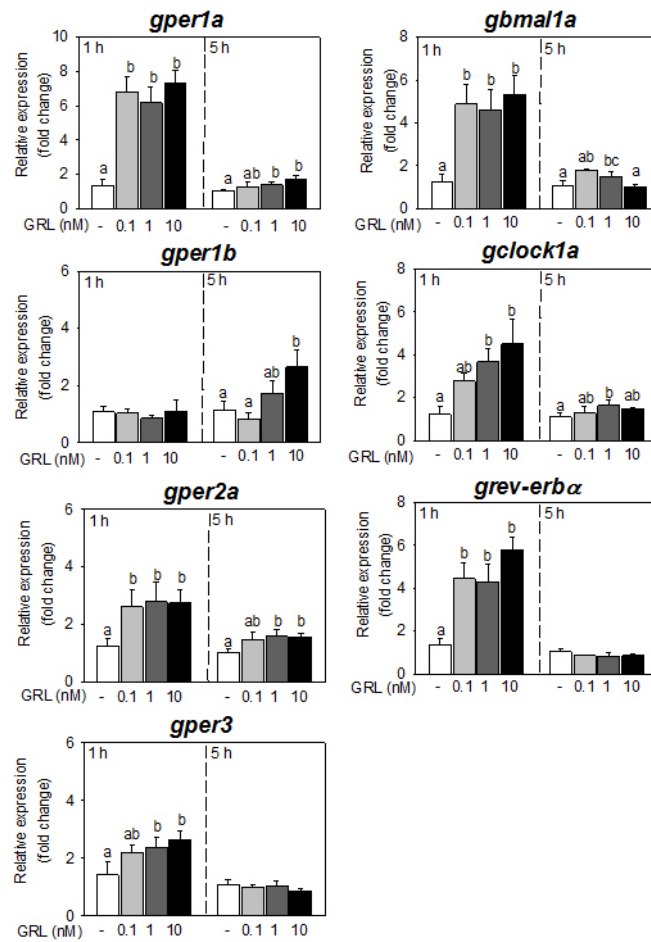 gper1a
Relative expression
(fold change)
10
8
6
4
2
0
1 h
5 h
a b b b a ab b b
GRL (nM) - 0.1 1 10 - 0.1 1 10
gbmal1a
Relative expression
(fold change)
8
6
4
2
0
1 h
5 h
a b b b a ab bc a
- 0.1 1 10 - 0.1 1 10
gper1b
Relative expression
(fold change)
6
4
2
0
1 h
5 h
a a ab b
GRL (nM) - 0.1 1 10 - 0.1 1 10
gclock1a
Relative expression
(fold change)
8
6
4
2
0
1 h
5 h
a ab b b a ab b ab
- 0.1 1 10 - 0.1 1 10
gper2a
Relative expression
(fold change)
6
4
2
0
1 h
5 h
a b b b a ab b b
GRL (nM) - 0.1 1 10 - 0.1 1 10
grev-erbα
Relative expression
(fold change)
8
6
4
2
0
1 h
5 h
a b b b
GRL (nM) - 0.1 1 10 - 0.1 1 10
gper3
Relative expression
(fold change)
6
4
2
0
1 h
5 h
a ab b b
GRL (nM) - 0.1 1 10 - 0.1 1 10